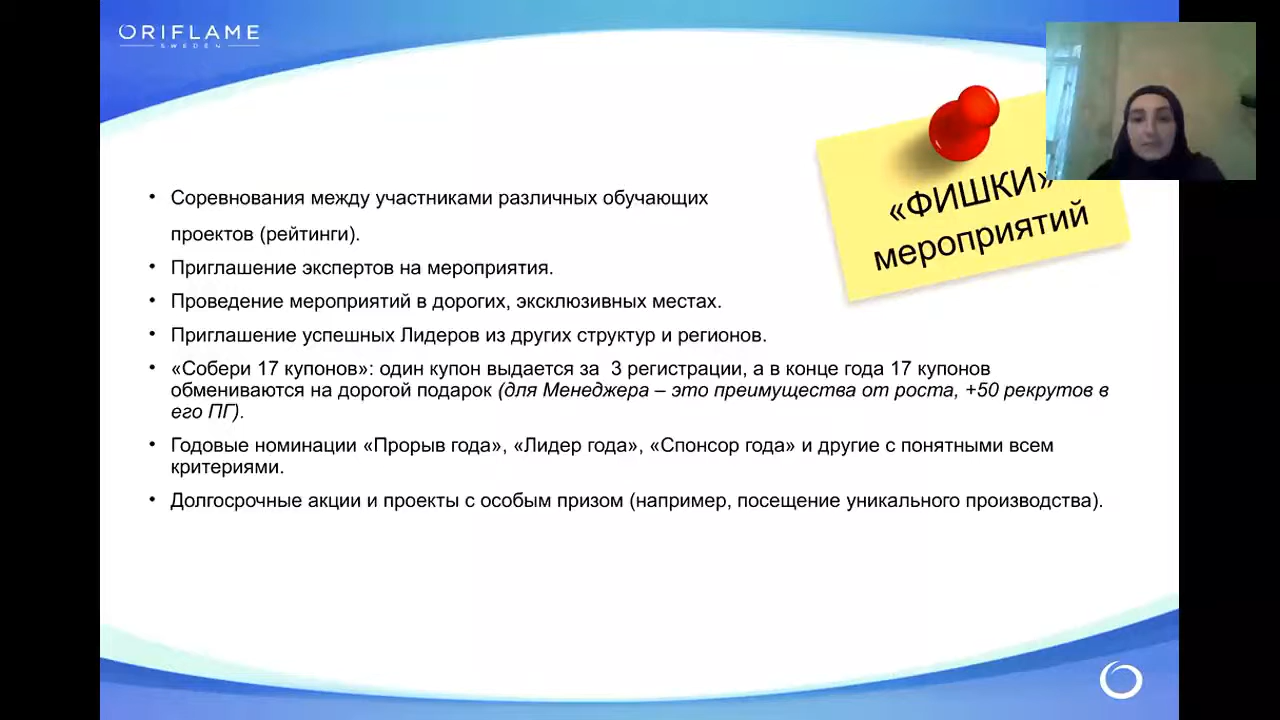 ORIFLAME
SWEDEN
«ФИШКИ»
мероприятий
• Соревнования между участниками различных обучающих
проектов (рейтинги).
• Приглашение экспертов на мероприятия.
• Проведение мероприятий в дорогих, эксклюзивных местах.
• Приглашение успешных Лидеров из других структур и регионов.
• «Собери 17 купонов»: один купон выдается за  3 регистрации, а в конце года 17 купонов
обмениваются на дорогой подарок (для Менеджера – это преимущества от роста, +50 рекрутов в
его ПГ).
• Годовые номинации «Прорыв года», «Лидер года», «Спонсор года» и другие с понятными всем
критериями.
• Долгосрочные акции и проекты с особым призом (например, посещение уникального производства).